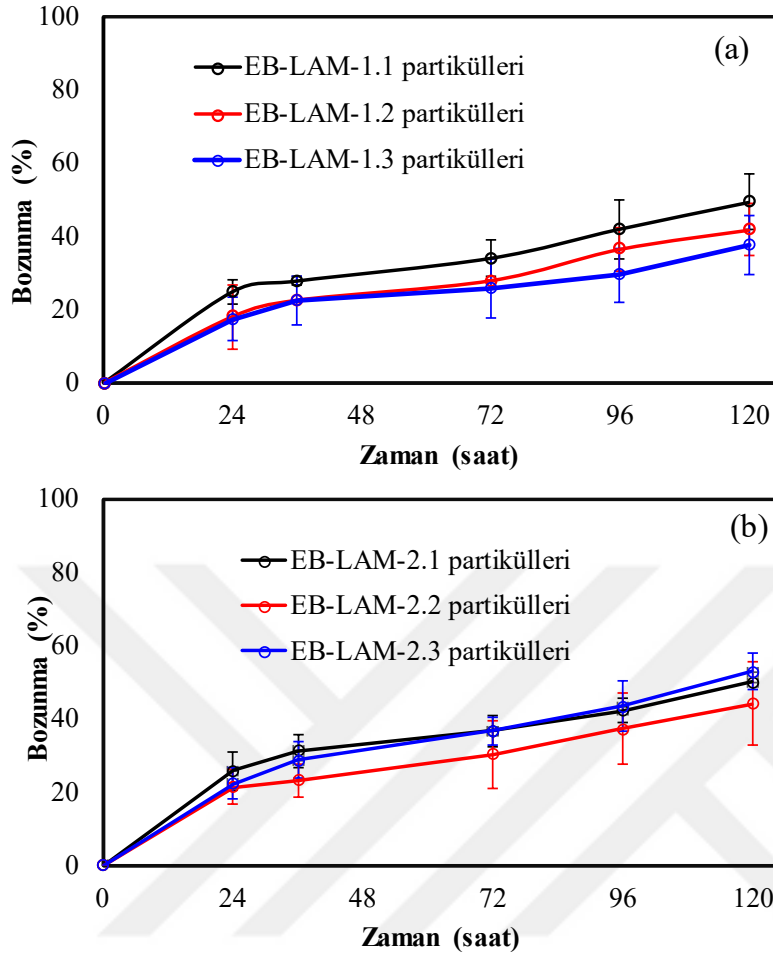 (a)
EB-LAM-1.1 partikülleri
EB-LAM-1.2 partikülleri
EB-LAM-1.3 partikülleri
Bozunma (%)
100
80
60
40
20
0
0 24 48 72 96 120
Zaman (saat)
(b)
EB-LAM-2.1 partikülleri
EB-LAM-2.2 partikülleri
EB-LAM-2.3 partikülleri
Bozunma (%)
100
80
60
40
20
0
0 24 48 72 96 120
Zaman (saat)